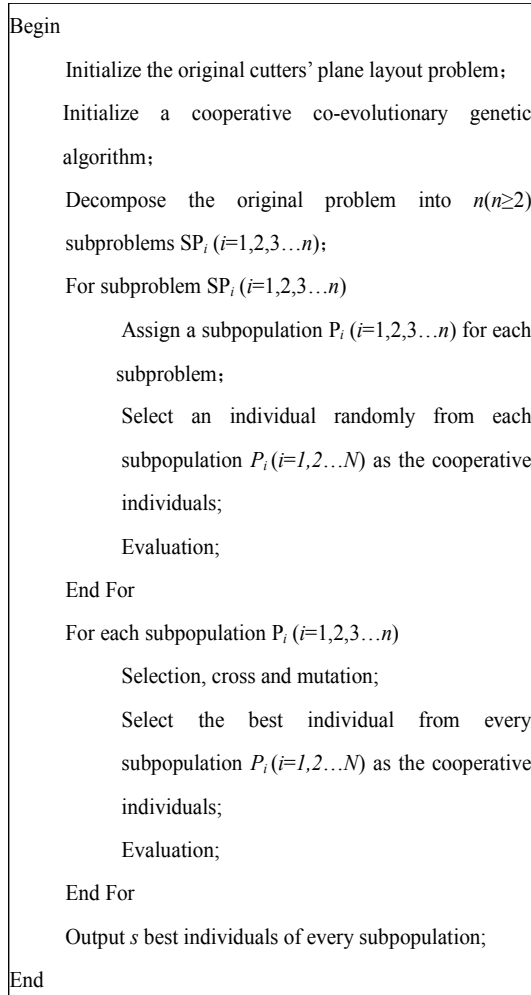 Begin
Initialize the original cutters’ plane layout problem；
Initialize a cooperative co-evolutionary genetic
algorithm；
Decompose the original problem into n(n≥2)
subproblems SPi (i=1,2,3…n)；
For subproblem SPi (i=1,2,3…n)
Assign a subpopulation Pi (i=1,2,3…n) for each
subproblem；
Select an individual randomly from each
subpopulation Pi (i=1,2…N) as the cooperative
individuals;
Evaluation;
End For
For each subpopulation Pi (i=1,2,3…n)
Selection, cross and mutation;
Select the best individual from every
subpopulation Pi (i=1,2…N) as the cooperative
individuals;
Evaluation;
End For
Output s best individuals of every subpopulation;
End